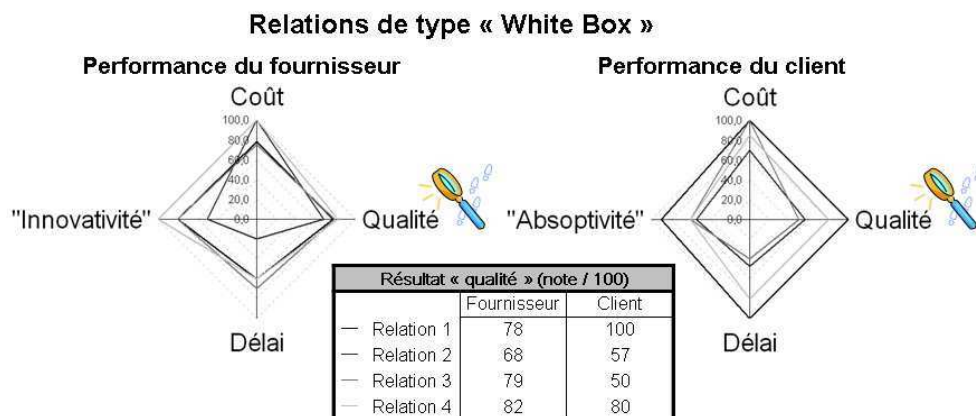 Relations de type « White Box »
Performance du fournisseur
Performance du client
Coût
100,0
80,0
60,0
40,0
20,0
0,0
"Innovativité"
Qualité
Délai
Coût
100,0
80,0
60,0
40,0
20,0
0,0
"Absoptivité"
Qualité
Délai
Résultat « qualité » (note / 100)
Fournisseur Client
Relation 1 78 100
Relation 2 68 57
Relation 3 79 50
Relation 4 82 80